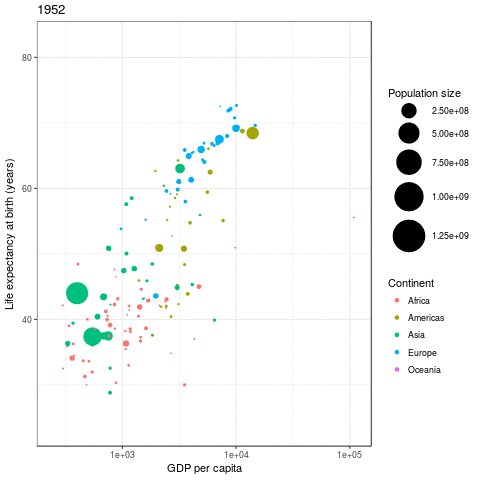 1952
Life expectancy at birth (years)
80
60
40
1e+03
1e+04
1e+05
GDP per capita
Population size
2.50e+08
5.00e+08
7.50e+08
1.00e+09
1.25e+09
Continent
Africa
Americas
Asia
Europe
Oceania